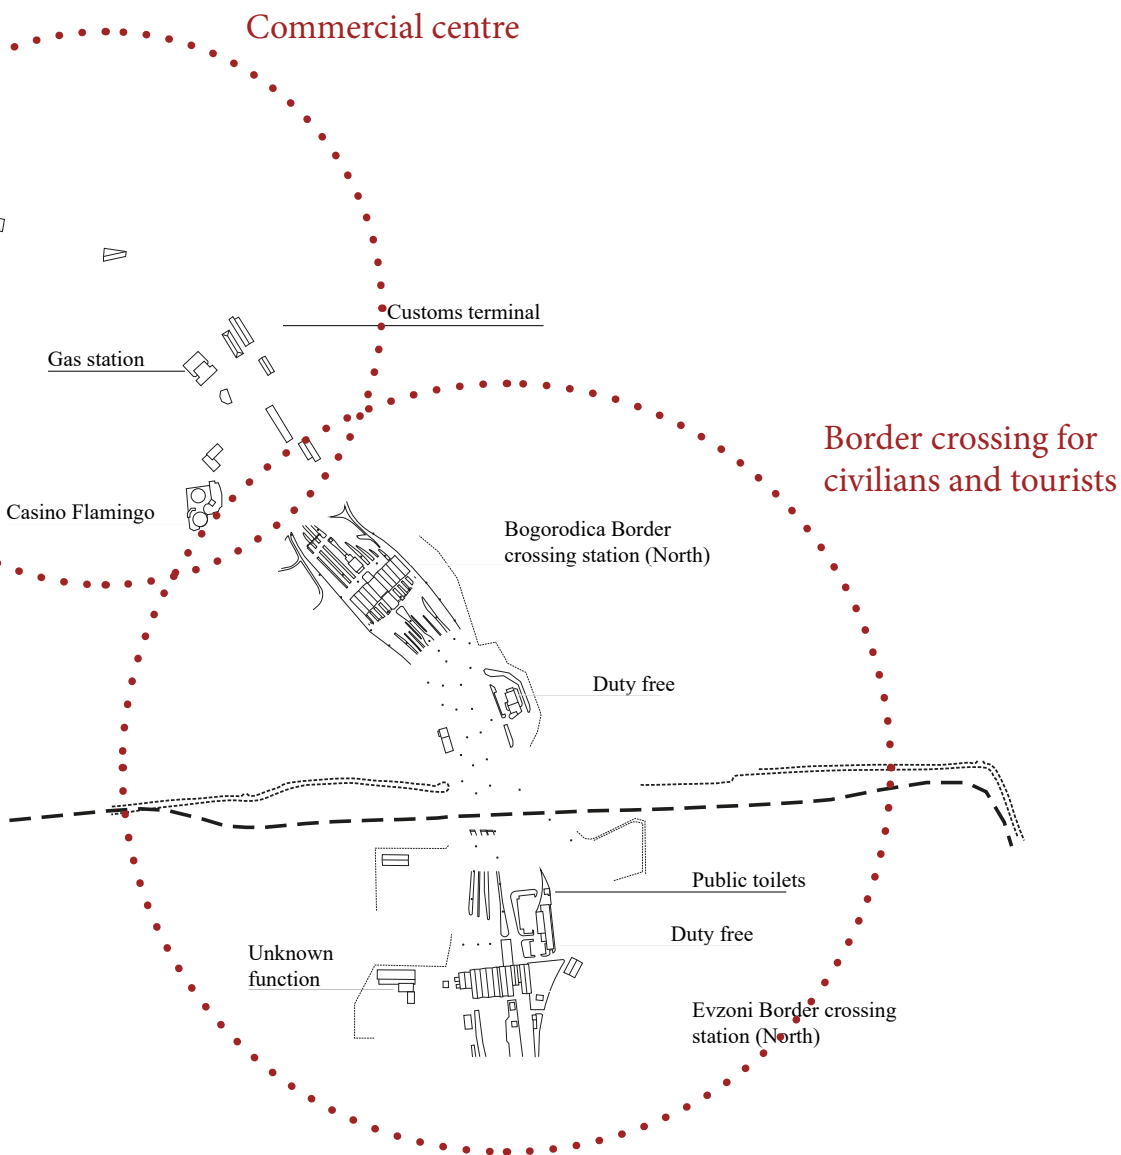 Commercial centre
Customs terminal
Gas station
Border crossing for
civilians and tourists
Casino Flamingo
Bogorodica Border
crossing station (North)
Duty free
Public toilets
Duty free
Unknown
function
Evzoni Border crossing
station (North)